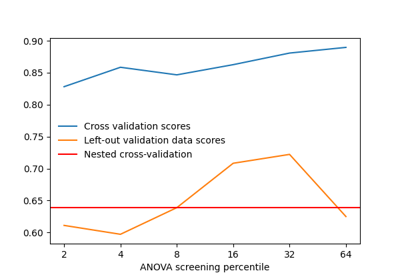 0.90
0.85
0.80
0.75
0.70
0.65
0.60
Cross validation scores
Left-out validation data scores
Nested cross-validation
2 4 8 16 32 64
ANOVA screening percentile